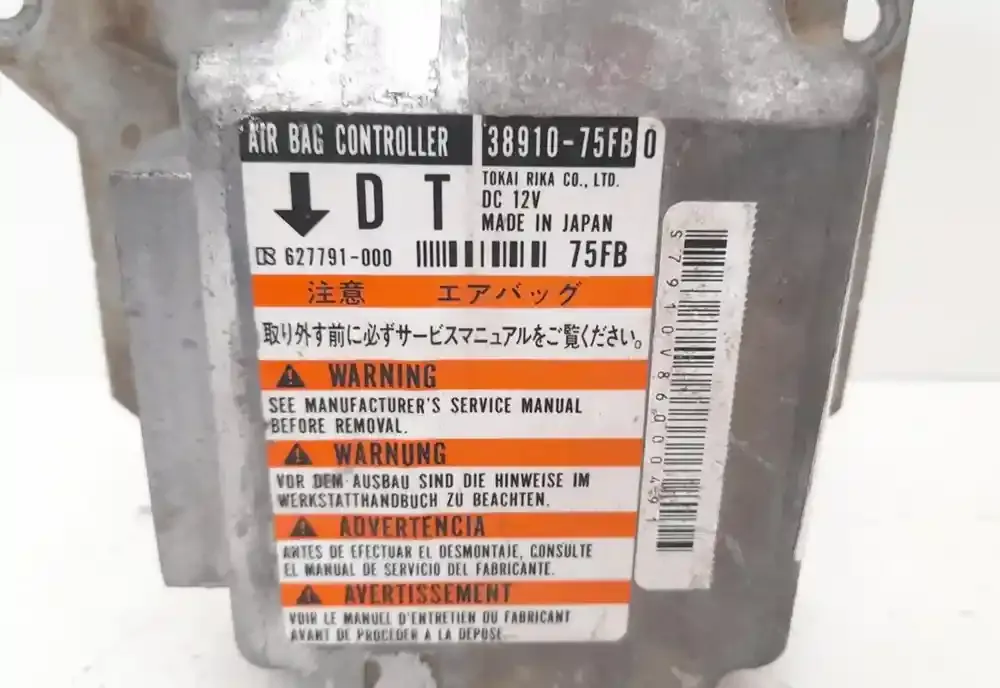 AIR BAG CONTROLLER 38910-75FB0
D T
TOKAI RIKA CO., LTD.
DC 12V
MADE IN JAPAN
627791-000 75FB
注意 エアバッグ
取り外す前に必ずサービスマニュアルをご覧ください。
WARNING
SEE MANUFACTURER'S SERVICE MANUAL
BEFORE REMOVAL.
WARNUNG
VOR DEM AUSBAU SIND DIE HINWEISE IM
WERKSTATTHANDBUCH ZU BEACHTEN.
ADVERTENCIA
ANTES DE EFECTUAR EL DESMONTAJE, CONSULTE
EL MANUAL DE SERVICIO DEL FABRICANTE.
AVERTISSEMENT
VOIR LE MANUEL D'ENTRETIEN DU FABRICANT
AVANT DE PROCEDER A LA DEPOSE.
S7910V86000491